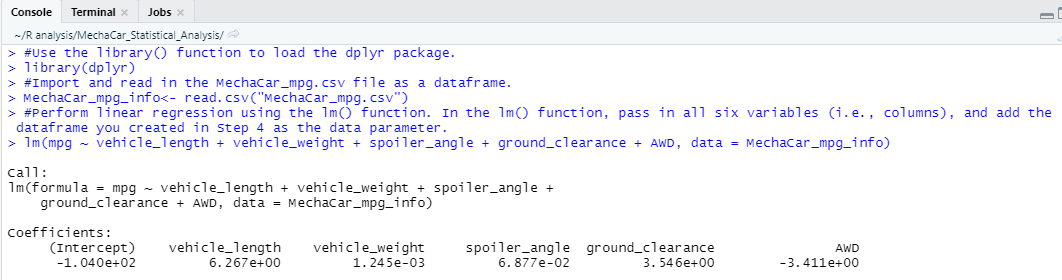 Console Terminal × Jobs ×
~/R analysis/MechaCar_Statistical_Analysis/
> #Use the library() function to load the dplyr package.
> library(dplyr)
> #Import and read in the MechaCar_mpg.csv file as a dataframe.
> MechaCar_mpg_info<- read.csv("MechaCar_mpg.csv")
> #Perform linear regression using the lm() function. In the lm() function, pass in all six variables (i.e., columns), and add the
dataframe you created in Step 4 as the data parameter.
> lm(mpg ~ vehicle_length + vehicle_weight + spoiler_angle + ground_clearance + AWD, data = MechaCar_mpg_info)
Call:
lm(formula = mpg ~ vehicle_length + vehicle_weight + spoiler_angle +
ground_clearance + AWD, data = MechaCar_mpg_info)
Coefficients:
(Intercept) vehicle_length vehicle_weight spoiler_angle ground_clearance AWD
-1.040e+02 6.267e+00 1.245e-03 6.877e-02 3.546e+00 -3.411e+00